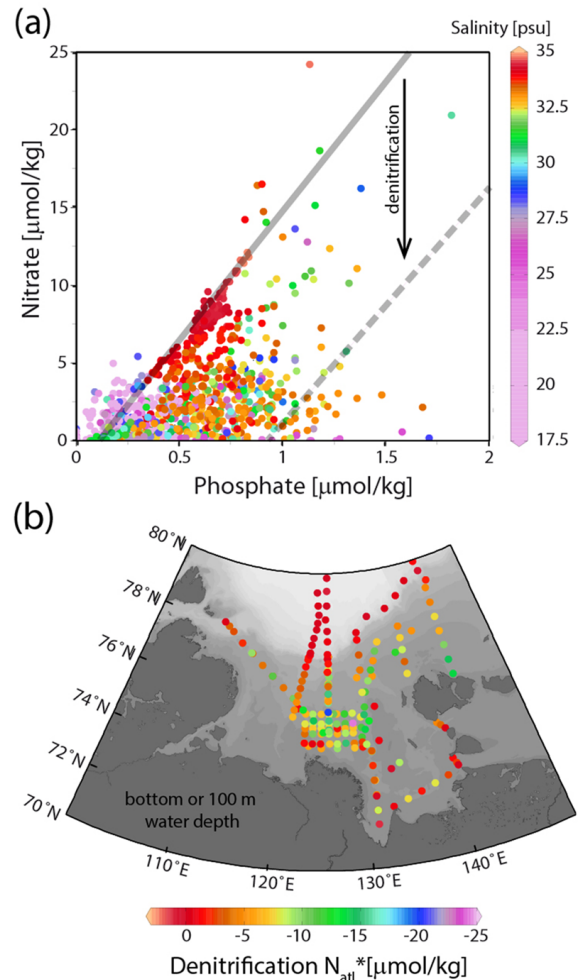 (a)
Salinity [psu]
25
20
15
10
5
0
Nitrate [μmol/kg]
denitrification
0
0.5
1
1.5
2
Phosphate [μmol/kg]
35
32.5
30
27.5
25
22.5
20
17.5
(b)
80˚N
78˚N
76˚N
74˚N
72˚N
70˚N
bottom or 100 m
water depth
110˚E
120˚E
130˚E
140˚E
0 -5 -10 -15 -20 -25
Denitrification N_atl*[μmol/kg]